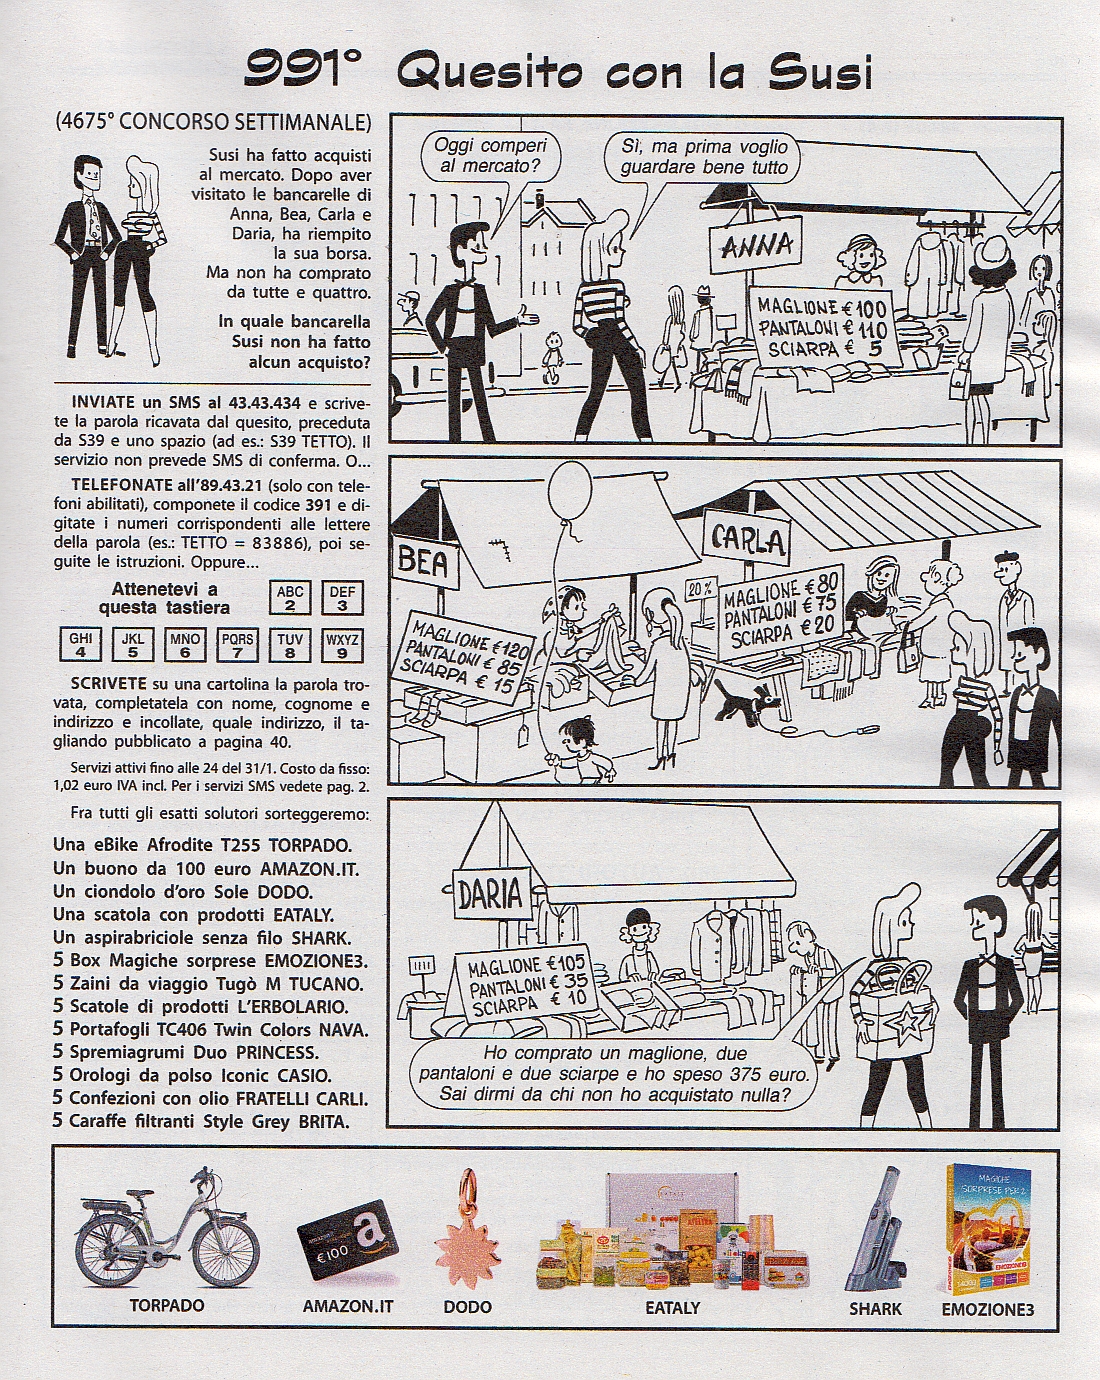 991° Quesito con la Susi
(4675° CONCORSO SETTIMANALE)
Susi ha fatto acquisti
al mercato. Dopo aver
visitato le bancarelle di
Anna, Bea, Carla e
Daria, ha riempito
la sua borsa.
Ma non ha comprato
da tutte e quattro.
In quale bancarella
Susi non ha fatto
alcun acquisto?
INVIATE un SMS al 43.43.434 e scrive-
te la parola ricavata dal quesito, preceduta
da S39 e uno spazio (ad es.: S39 TETTO). Il
servizio non prevede SMS di conferma. O...
TELEFONATE all'89.43.21 (solo con tele-
foni abilitati), componete il codice 391 e di-
gitate i numeri corrispondenti alle lettere
della parola (es.: TETTO = 83886), poi se-
guite le istruzioni. Oppure...
Attenetevi a
questa tastiera
ABC
2
DEF
3
GHI
4
JKL
5
MNO
6
PQRS
7
TUV
8
WXYZ
9
SCRIVETE su una cartolina la parola tro-
vata, completatela con nome, cognome e
indirizzo e incollate, quale indirizzo, il ta-
gliando pubblicato a pagina 40.
Servizi attivi fino alle 24 del 31/1. Costo da fisso:
1,02 euro IVA incl. Per i servizi SMS vedete pag. 2.
Fra tutti gli esatti solutori sorteggeremo:
Una eBike Afrodite T255 TORPADO.
Un buono da 100 euro AMAZON.IT.
Un ciondolo d'oro Sole DODO.
Una scatola con prodotti EATALY.
Un aspirabriciole senza filo SHARK.
5 Box Magiche sorprese EMOZIONE3.
5 Zaini da viaggio Tugò M TUCANO.
5 Scatole di prodotti L'ERBOLARIO.
5 Portafogli TC406 Twin Colors NAVA.
5 Spremiagrumi Duo PRINCESS.
5 Orologi da polso Iconic CASIO.
5 Confezioni con olio FRATELLI CARLI.
5 Caraffe filtranti Style Grey BRITA.
Oggi comperi
al mercato?
Sì, ma prima voglio
guardare bene tutto
ANNA
MAGLIONE € 100
PANTALONI € 110
SCIARPA € 5
BEA
MAGLIONE €120
PANTALONI € 85
SCIARPA € 15
20%
CARLA
MAGLIONE € 80
PANTALONI € 75
SCIARPA € 20
DARIA
MAGLIONE €105
PANTALONI € 35
SCIARPA € 10
Ho comprato un maglione, due
pantaloni e due sciarpe e ho speso 375 euro.
Sai dirmi da chi non ho acquistato nulla?
€100
a
EATALY
MAGICHE
SORPRESE PER 2
EMOZIONE3
TORPADO
AMAZON.IT
DODO
EATALY
SHARK
EMOZIONE3